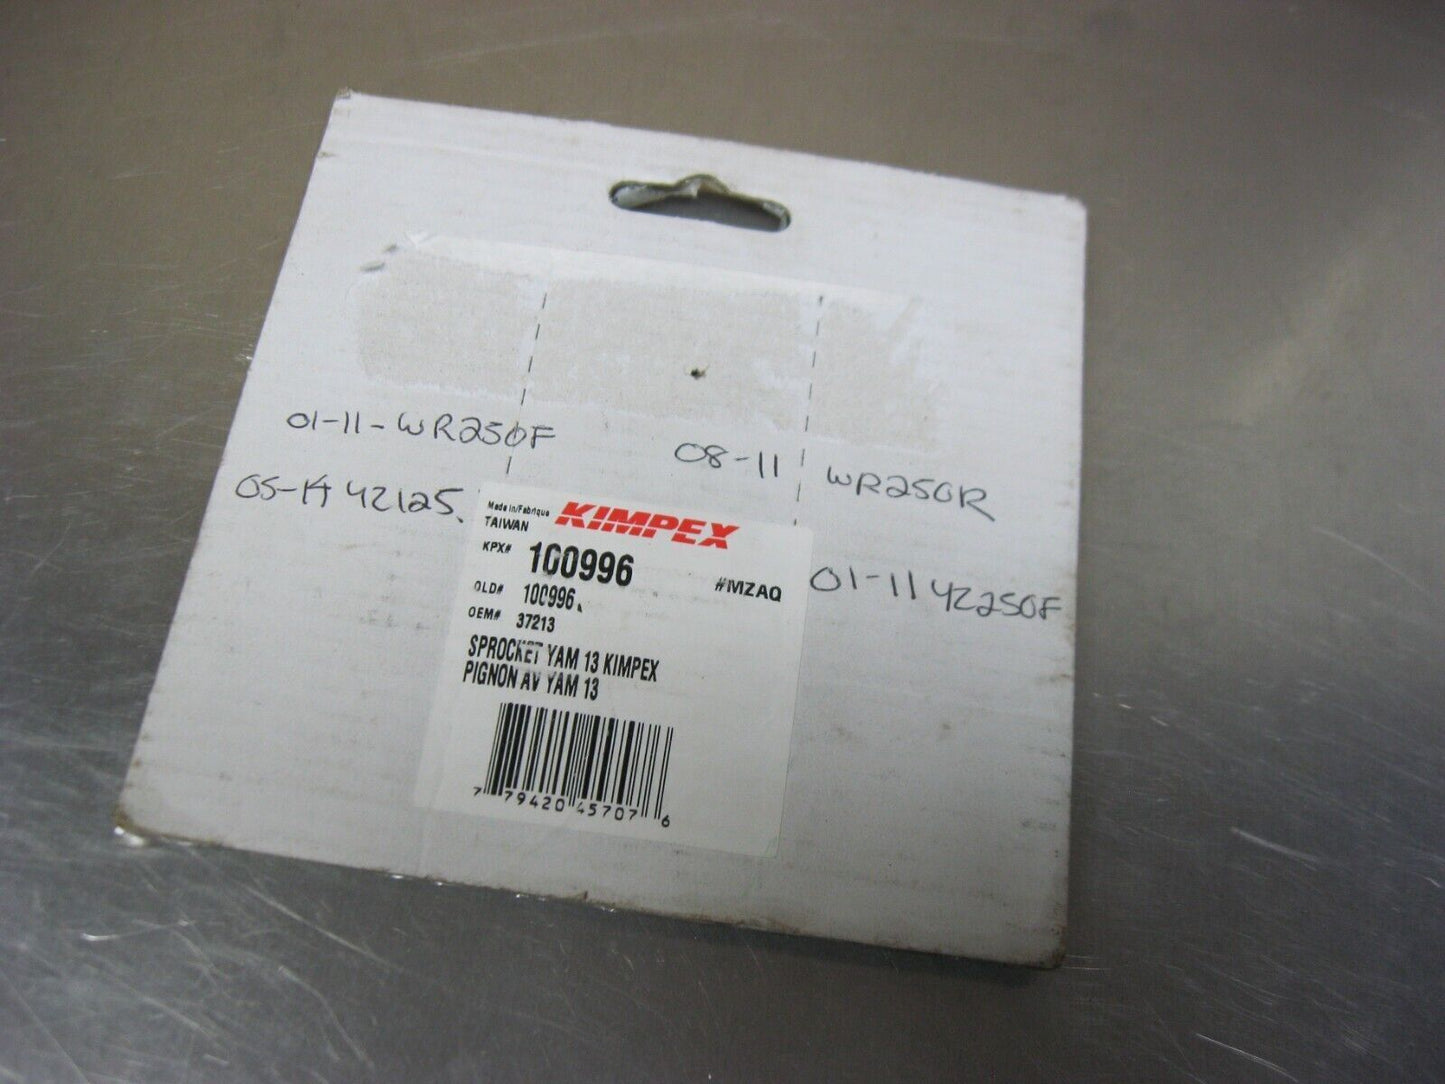 01-11-WR250F
08-11 WR250R
05-14 YZ125.
01-11 YZ250F
Made In/Fabrique
TAIWAN
KIMPEX
KPX# 100996
#MZAQ
OLD# 100996
OEM# 37213
SPROCKET YAM 13 KIMPEX
PIGNON AV YAM 13
7 79420 45707 6